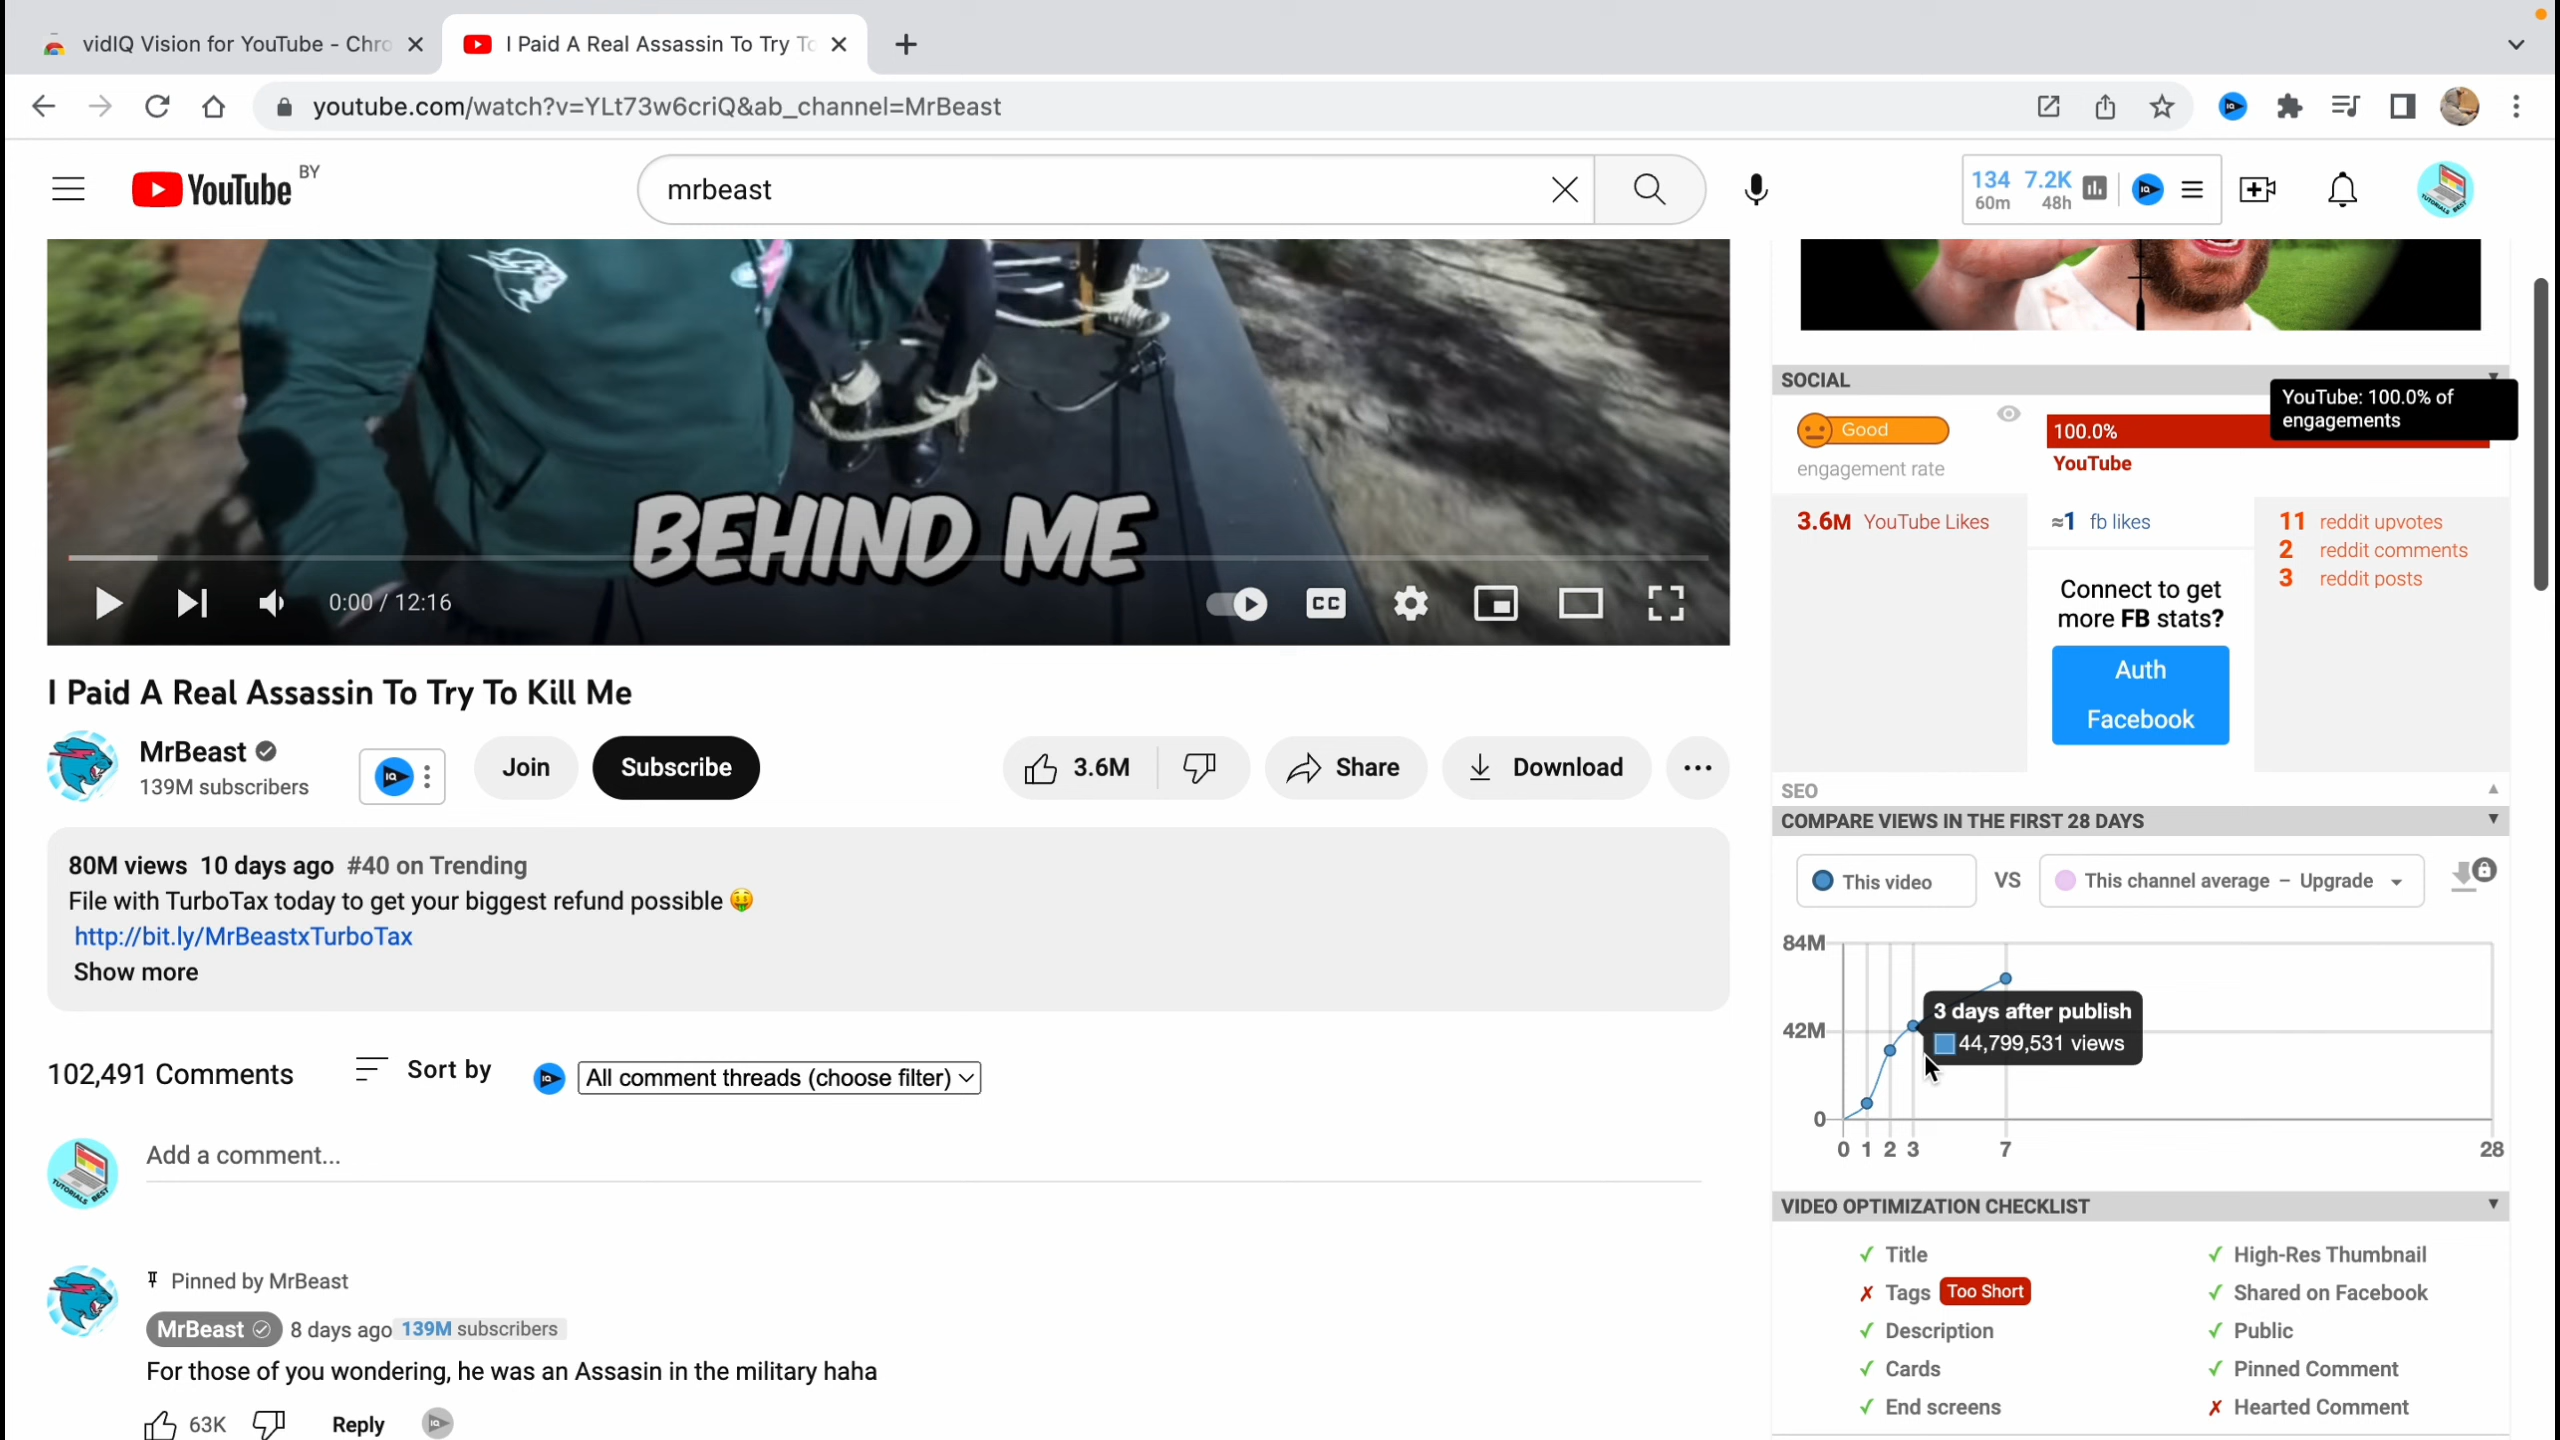 vidIQ Vision for YouTube - Chro
I Paid A Real Assassin To Try To
youtube.com/watch?v=YLt73w6criQ&ab_channel=MrBeast
YouTube BY
mrbeast
134 7.2K
60m 48h
BEHIND ME
0:00 / 12:16
CC
I Paid A Real Assassin To Try To Kill Me
MrBeast
139M subscribers
IQ
Join
Subscribe
3.6M
Share
Download
80M views 10 days ago #40 on Trending
File with TurboTax today to get your biggest refund possible 🤑
http://bit.ly/MrBeastxTurboTax
Show more
102,491 Comments
Sort by
All comment threads (choose filter)
TUTORIALS BEST
Add a comment...
Pinned by MrBeast
MrBeast 8 days ago 139M subscribers
For those of you wondering, he was an Assasin in the military haha
63K
Reply
SOCIAL
YouTube: 100.0% of
engagements
Good
engagement rate
100.0%
YouTube
3.6M YouTube Likes
≈1 fb likes
11 reddit upvotes
2 reddit comments
3 reddit posts
Connect to get
more FB stats?
Auth
Facebook
SEO
COMPARE VIEWS IN THE FIRST 28 DAYS
This video
VS
This channel average – Upgrade
84M
42M
0
3 days after publish
44,799,531 views
0 1 2 3 7 28
VIDEO OPTIMIZATION CHECKLIST
✓ Title
✗ Tags Too Short
✓ Description
✓ Cards
✓ End screens
✓ High-Res Thumbnail
✓ Shared on Facebook
✓ Public
✓ Pinned Comment
✗ Hearted Comment